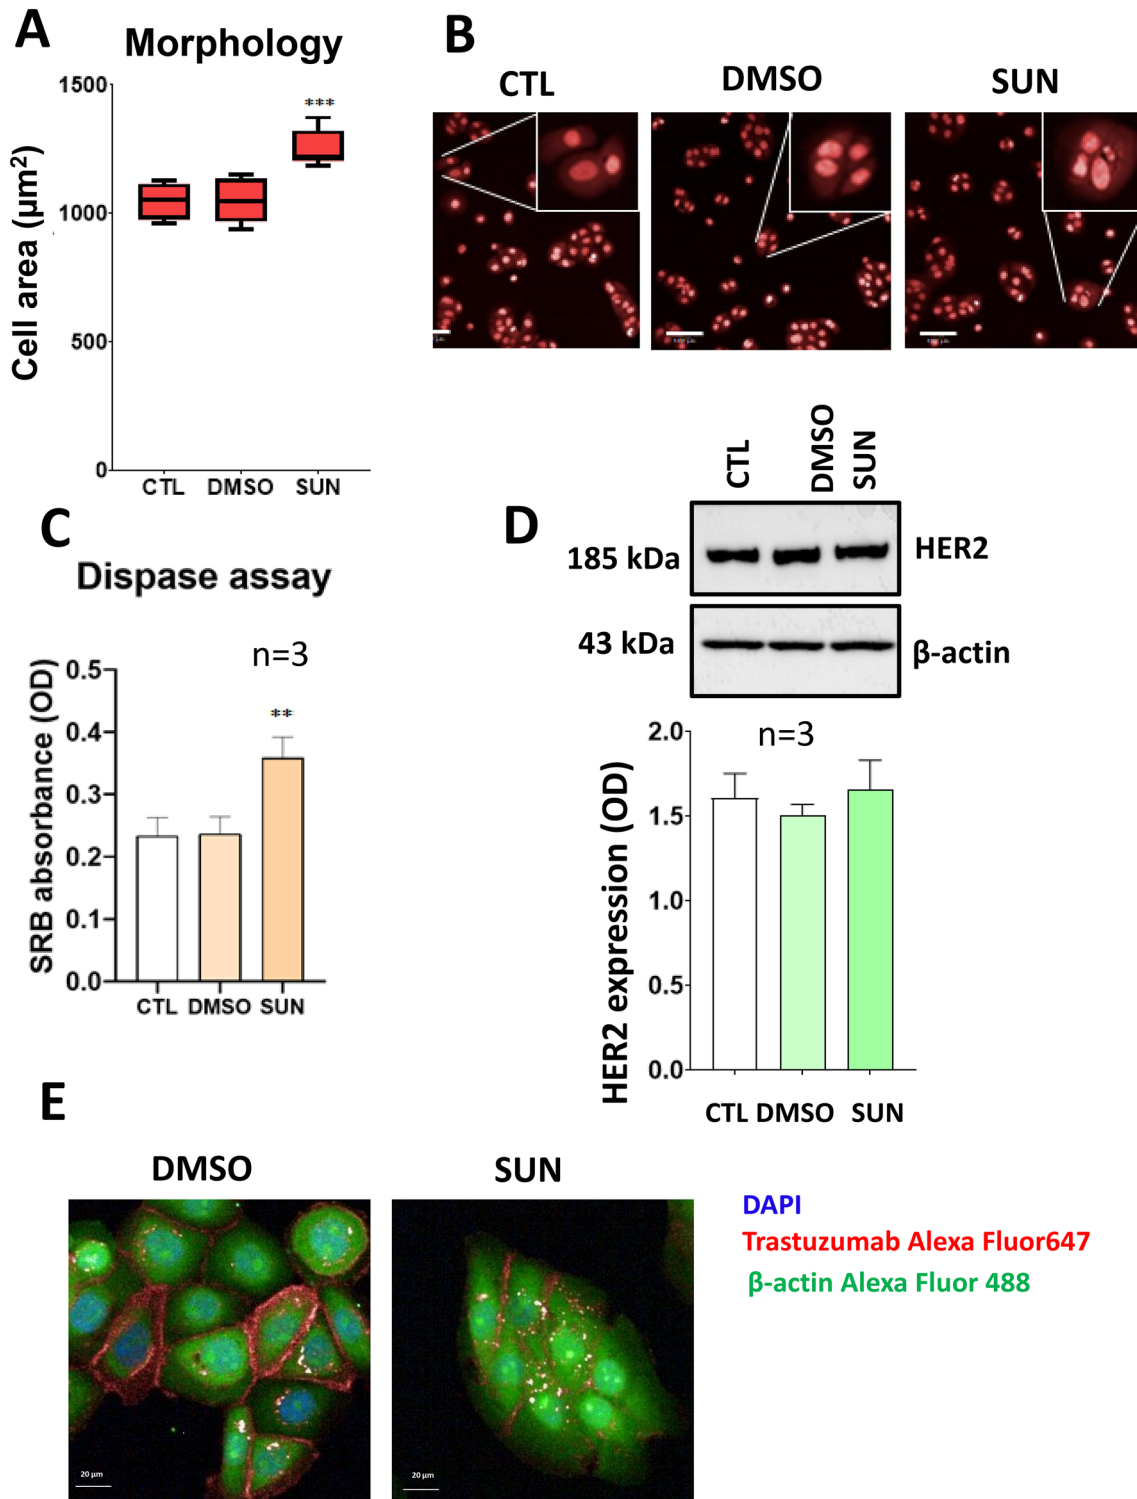 A
Morphology
Cell area (µm²)
1500
1000
500
0
***
CTL DMSO SUN
B
CTL DMSO SUN
C
Dispase assay
n=3
SRB absorbance (OD)
0.5
0.4
0.3
0.2
0.1
0.0
**
CTL DMSO SUN
D
CTL DMSO SUN
185 kDa HER2
43 kDa β-actin
n=3
HER2 expression (OD)
2.0
1.5
1.0
0.5
0.0
CTL DMSO SUN
E
DMSO SUN
20 µm
20 µm
DAPI
Trastuzumab Alexa Fluor647
β-actin Alexa Fluor 488